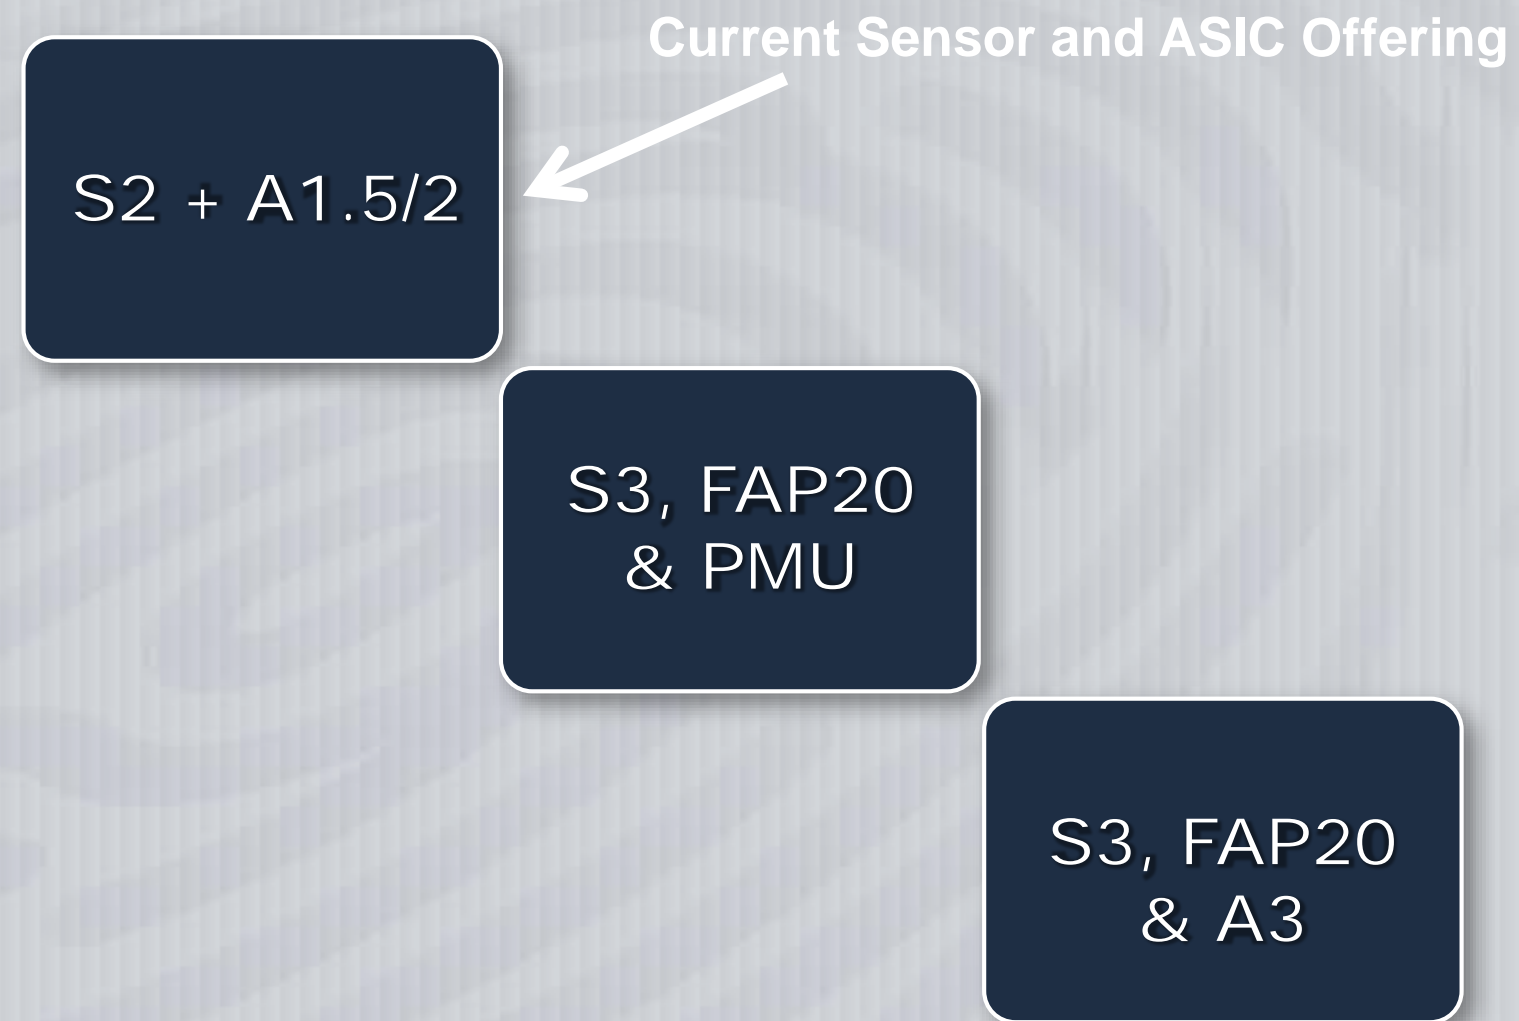 Current Sensor and ASIC Offering
S2 + A1.5/2
S3, FAP20
& PMU
S3, FAP20
& A3